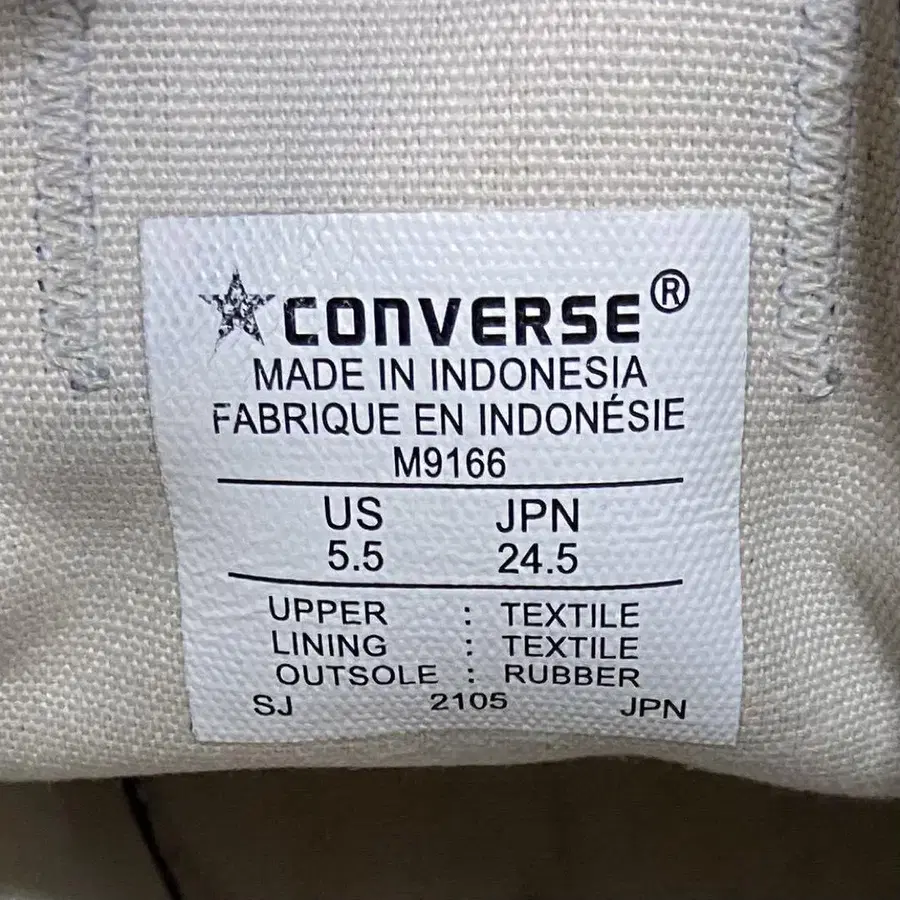 CONVERSE®
MADE IN INDONESIA
FABRIQUE EN INDONÉSIE
M9166
US JPN
5.5 24.5
UPPER : TEXTILE
LINING : TEXTILE
OUTSOLE : RUBBER
SJ 2105 JPN